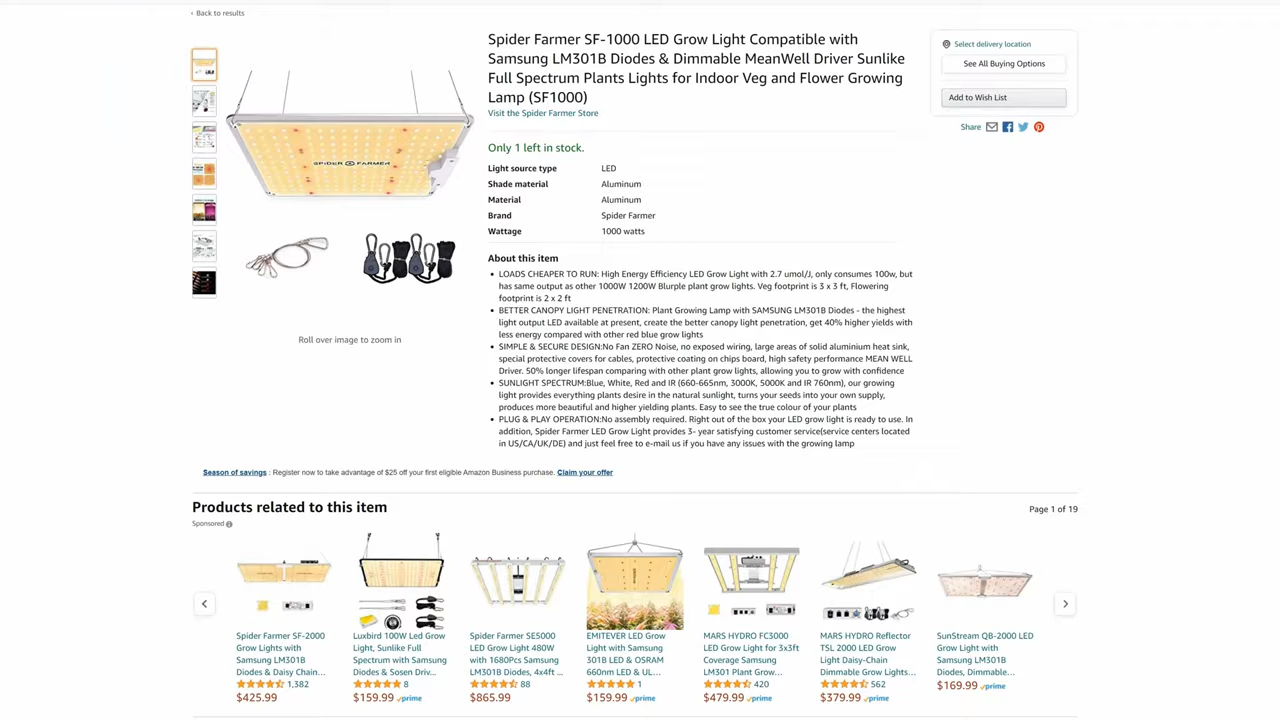 ‹ Back to results
Spider Farmer SF-1000 LED Grow Light Compatible with
Samsung LM301B Diodes & Dimmable MeanWell Driver Sunlike
Full Spectrum Plants Lights for Indoor Veg and Flower Growing
Lamp (SF1000)
Visit the Spider Farmer Store
Only 1 left in stock.
Light source type LED
Shade material Aluminum
Material Aluminum
Brand Spider Farmer
Wattage 1000 watts
About this item
• LOADS CHEAPER TO RUN: High Energy Efficiency LED Grow Light with 2.7 umol/J, only consumes 100w, but
has same output as other 1000W 1200W Blurple plant grow lights. Veg footprint is 3 x 3 ft, Flowering
footprint is 2 x 2 ft
• BETTER CANOPY LIGHT PENETRATION: Plant Growing Lamp with SAMSUNG LM301B Diodes - the highest
light output LED available at present, create the better canopy light penetration, get 40% higher yields with
less energy compared with other red blue grow lights
• SIMPLE & SECURE DESIGN:No Fan ZERO Noise, no exposed wiring, large areas of solid aluminium heat sink,
special protective covers for cables, protective coating on chips board, high safety performance MEAN WELL
Driver. 50% longer lifespan comparing with other plant grow lights, allowing you to grow with confidence
• SUNLIGHT SPECTRUM:Blue, White, Red and IR (660-665nm, 3000K, 5000K and IR 760nm), our growing
light provides everything plants desire in the natural sunlight, turns your seeds into your own supply,
produces more beautiful and higher yielding plants. Easy to see the true colour of your plants
• PLUG & PLAY OPERATION:No assembly required. Right out of the box your LED grow light is ready to use. In
addition, Spider Farmer LED Grow Light provides 3- year satisfying customer service(service centers located
in US/CA/UK/DE) and just feel free to e-mail us if you have any issues with the growing lamp
Select delivery location
See All Buying Options
Add to Wish List
Share
SPIDER FARMER
Roll over image to zoom in
Season of savings : Register now to take advantage of $25 off your first eligible Amazon Business purchase. Claim your offer
Products related to this item
Page 1 of 19
Sponsored
Spider Farmer SF-2000
Grow Lights with
Samsung LM301B
Diodes & Daisy Chain...
1,382
$425.99
Luxbird 100W Led Grow
Light, Sunlike Full
Spectrum with Samsung
Diodes & Sosen Driv...
8
$159.99 prime
Spider Farmer SE5000
LED Grow Light 480W
with 1680Pcs Samsung
LM301B Diodes, 4x4ft ...
88
$865.99
EMITEVER LED Grow
Light with Samsung
301B LED & OSRAM
660nm LED & UL...
1
$159.99 prime
MARS HYDRO FC3000
LED Grow Light for 3x3ft
Coverage Samsung
LM301 Plant Grow...
420
$479.99 prime
MARS HYDRO Reflector
TSL 2000 LED Grow
Light Daisy-Chain
Dimmable Grow Lights...
562
$379.99 prime
SunStream QB-2000 LED
Grow Light with
Samsung LM301B
Diodes, Dimmable...
$169.99 prime